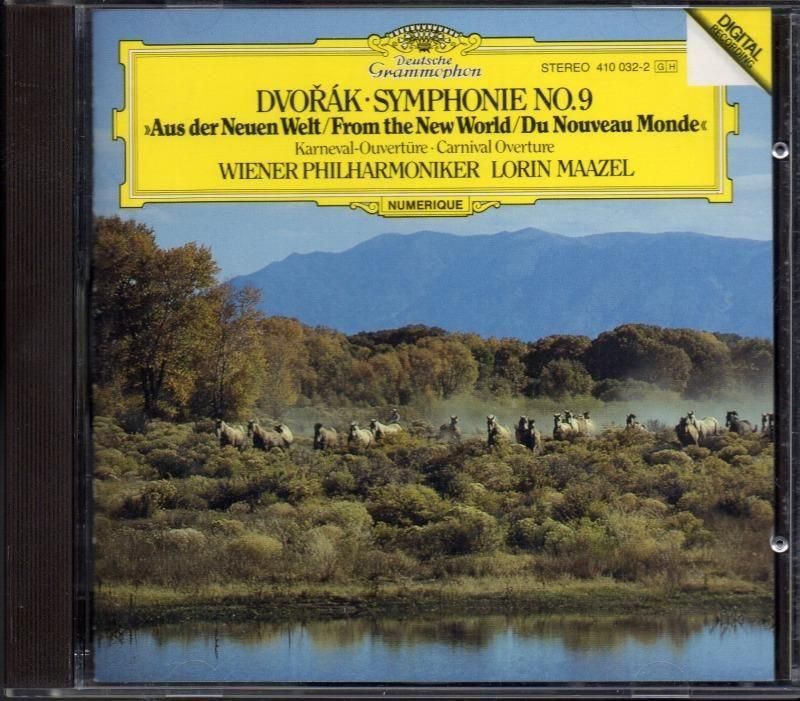 Deutsche
Grammophon
STEREO 410 032-2 GH
DIGITAL
RECORDING
DVOŘÁK · SYMPHONIE NO. 9
»Aus der Neuen Welt/From the New World/Du Nouveau Monde«
Karneval-Ouvertüre · Carnival Overture
WIENER PHILHARMONIKER LORIN MAAZEL
NUMERIQUE